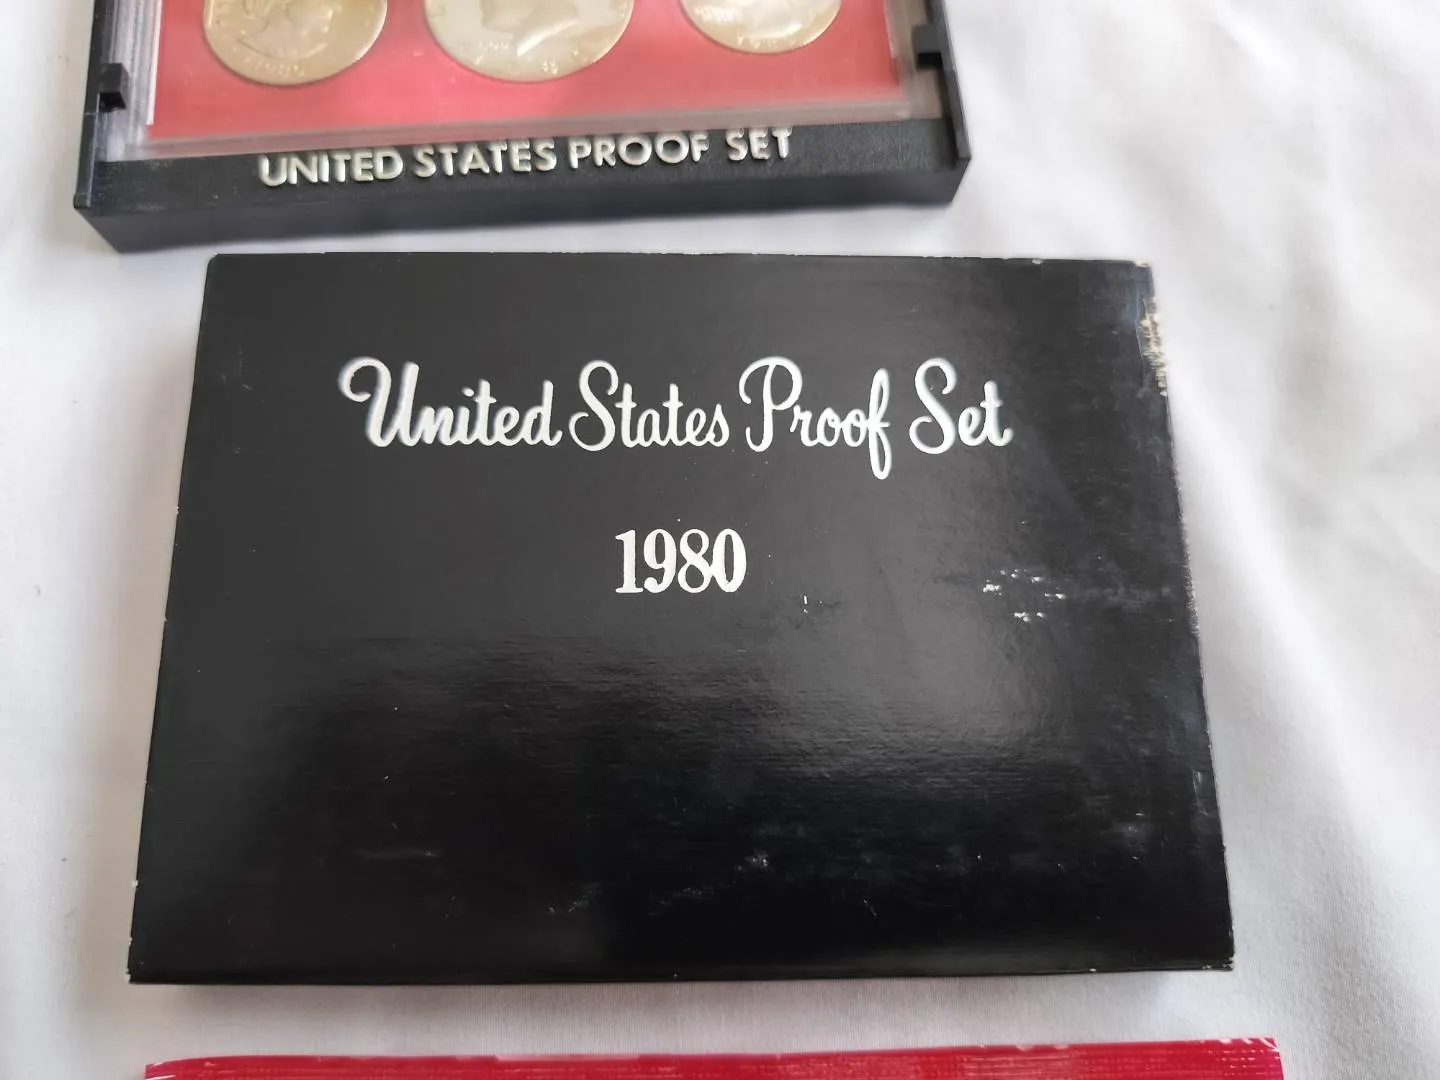 UNITED STATES PROOF SET
United States Proof Set
1980